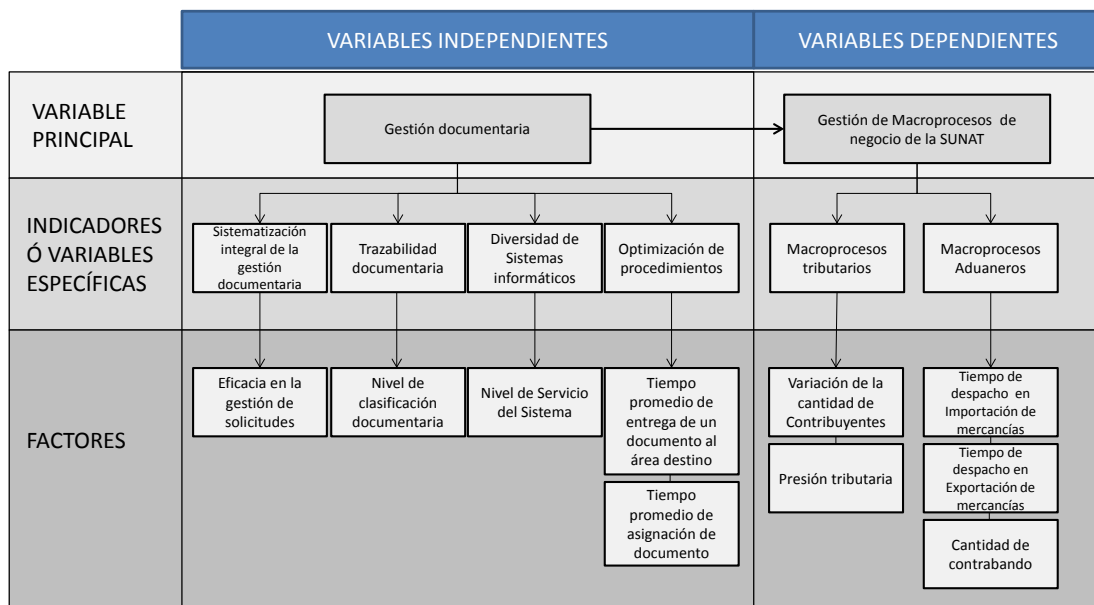 VARIABLES INDEPENDIENTES
VARIABLES DEPENDIENTES
VARIABLE
PRINCIPAL
Gestión documentaria
Gestión de Macroprocesos de
negocio de la SUNAT
INDICADORES
Ó VARIABLES
ESPECÍFICAS
Sistematización
integral de la
gestión
documentaria
Trazabilidad
documentaria
Diversidad de
Sistemas
informáticos
Optimización de
procedimientos
Macroprocesos
tributarios
Macroprocesos
Aduaneros
FACTORES
Eficacia en la
gestión de
solicitudes
Nivel de
clasificación
documentaria
Nivel de Servicio
del Sistema
Tiempo
promedio de
entrega de un
documento al
área destino
Tiempo
promedio de
asignación de
documento
Variación de la
cantidad de
Contribuyentes
Presión tributaria
Tiempo de
despacho en
Importación de
mercancías
Tiempo de
despacho en
Exportación de
mercancías
Cantidad de
contrabando